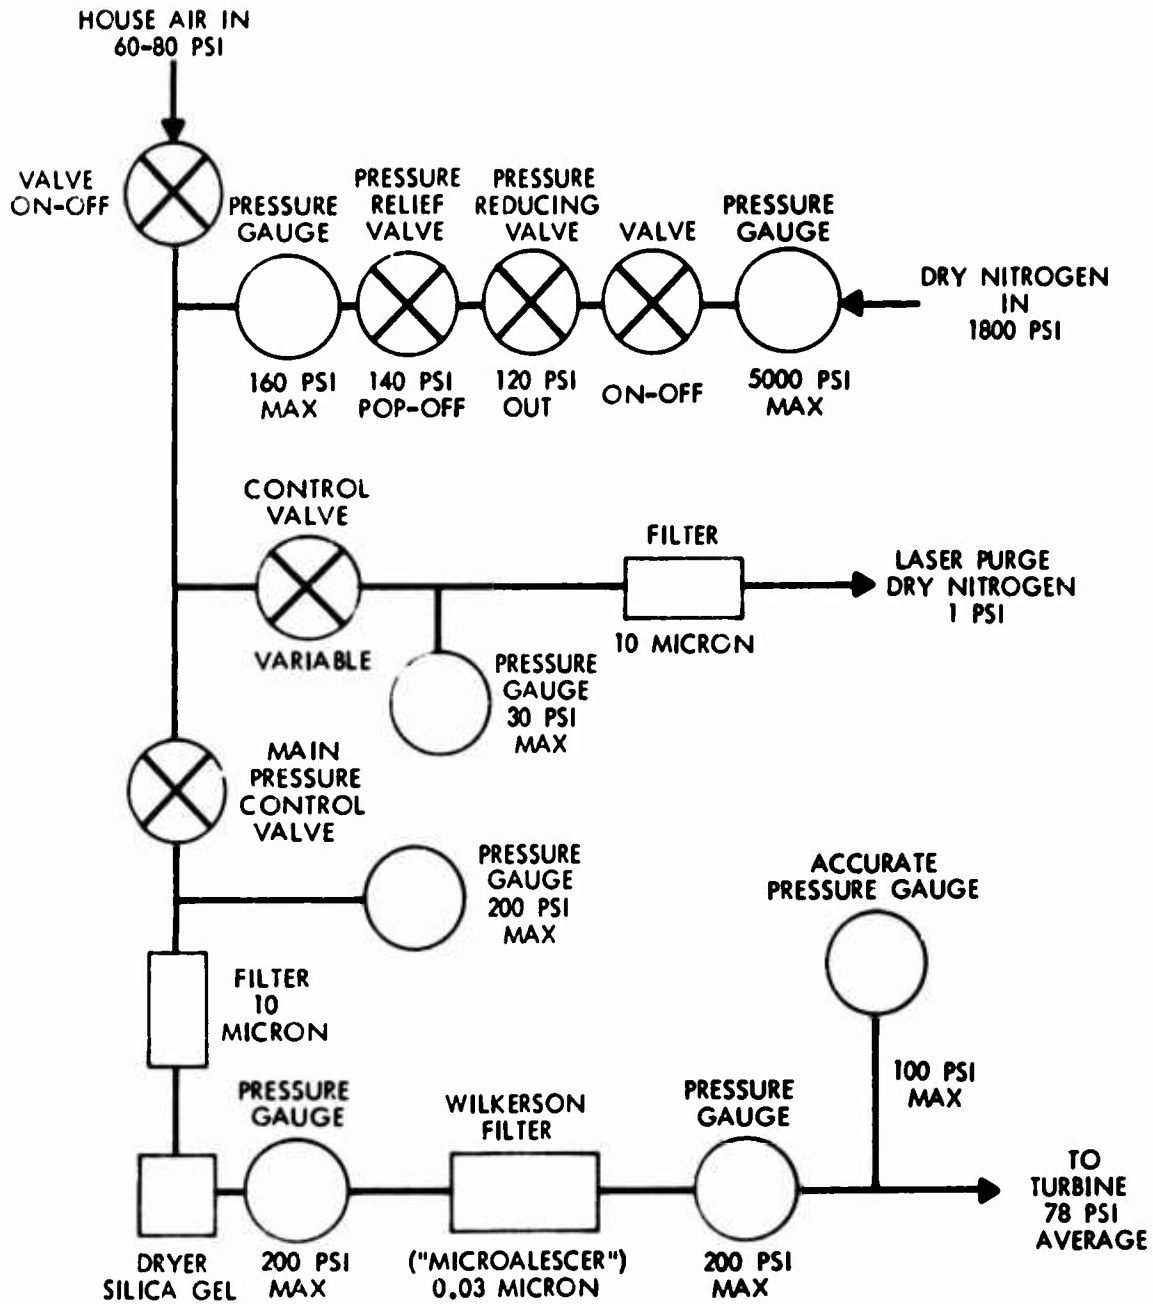 HOUSE AIR IN
60-80 PSI
VALVE
ON-OFF
PRESSURE
GAUGE
160 PSI
MAX
PRESSURE
RELIEF
VALVE
140 PSI
POP-OFF
PRESSURE
REDUCING
VALVE
120 PSI
OUT
VALVE
ON-OFF
PRESSURE
GAUGE
5000 PSI
MAX
DRY NITROGEN
IN
1800 PSI
CONTROL
VALVE
VARIABLE
PRESSURE
GAUGE
30 PSI
MAX
FILTER
10 MICRON
LASER PURGE
DRY NITROGEN
1 PSI
MAIN
PRESSURE
CONTROL
VALVE
PRESSURE
GAUGE
200 PSI
MAX
FILTER
10
MICRON
DRYER
SILICA GEL
PRESSURE
GAUGE
200 PSI
MAX
WILKERSON
FILTER
("MICROALESCER")
0.03 MICRON
PRESSURE
GAUGE
200 PSI
MAX
ACCURATE
PRESSURE GAUGE
100 PSI
MAX
TO
TURBINE
78 PSI
AVERAGE